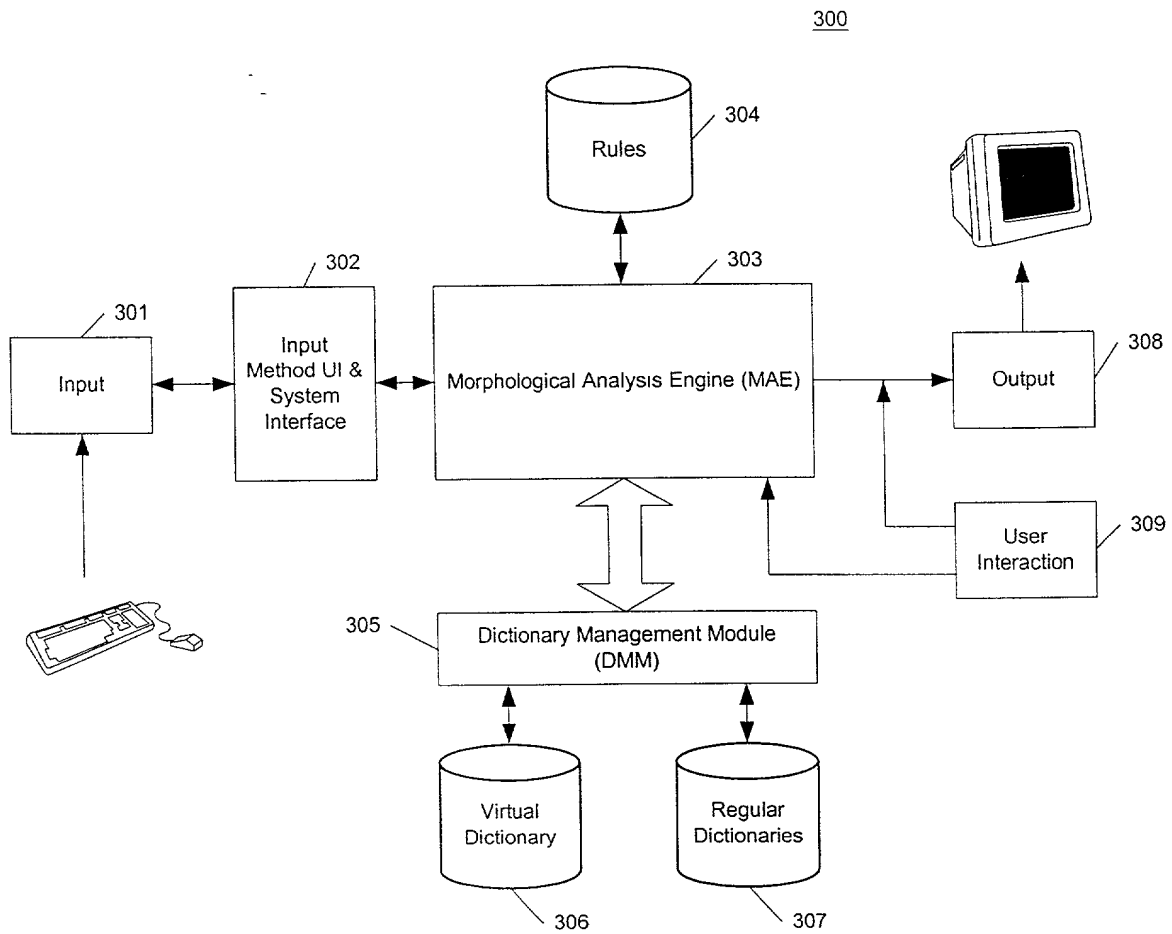 300
304
Rules
302
303
301
308
Input
Input
Method UI &
System
Interface
Morphological Analysis Engine (MAE)
Output
309
User
Interaction
305
Dictionary Management Module
(DMM)
Virtual
Dictionary
Regular
Dictionaries
306
307